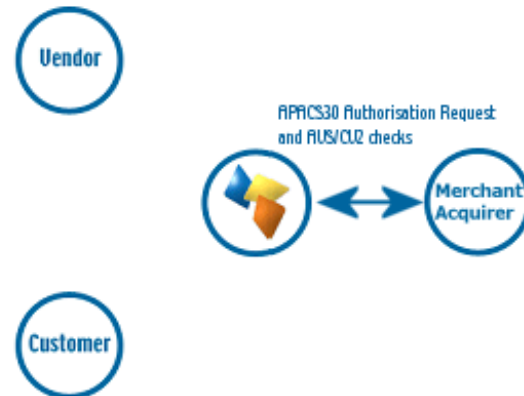 Vendor
APACS30 Authorisation Request
and AVS/CV2 checks
Merchant
Acquirer
Customer